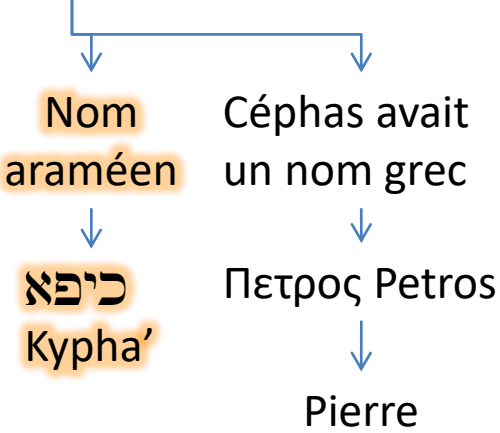 Nom
araméen
כיפא
Kypha’
Céphas avait
un nom grec
Πετρος Petros
Pierre